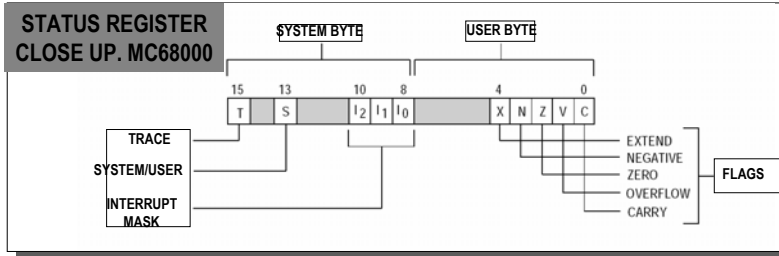 STATUS REGISTER
CLOSE UP. MC68000
SYSTEM BYTE
USER BYTE
15 13 10 8 4 0
T S I2 I1 I0 X N Z V C
TRACE
SYSTEM/USER
INTERRUPT
MASK
EXTEND
NEGATIVE
ZERO
OVERFLOW
CARRY
FLAGS